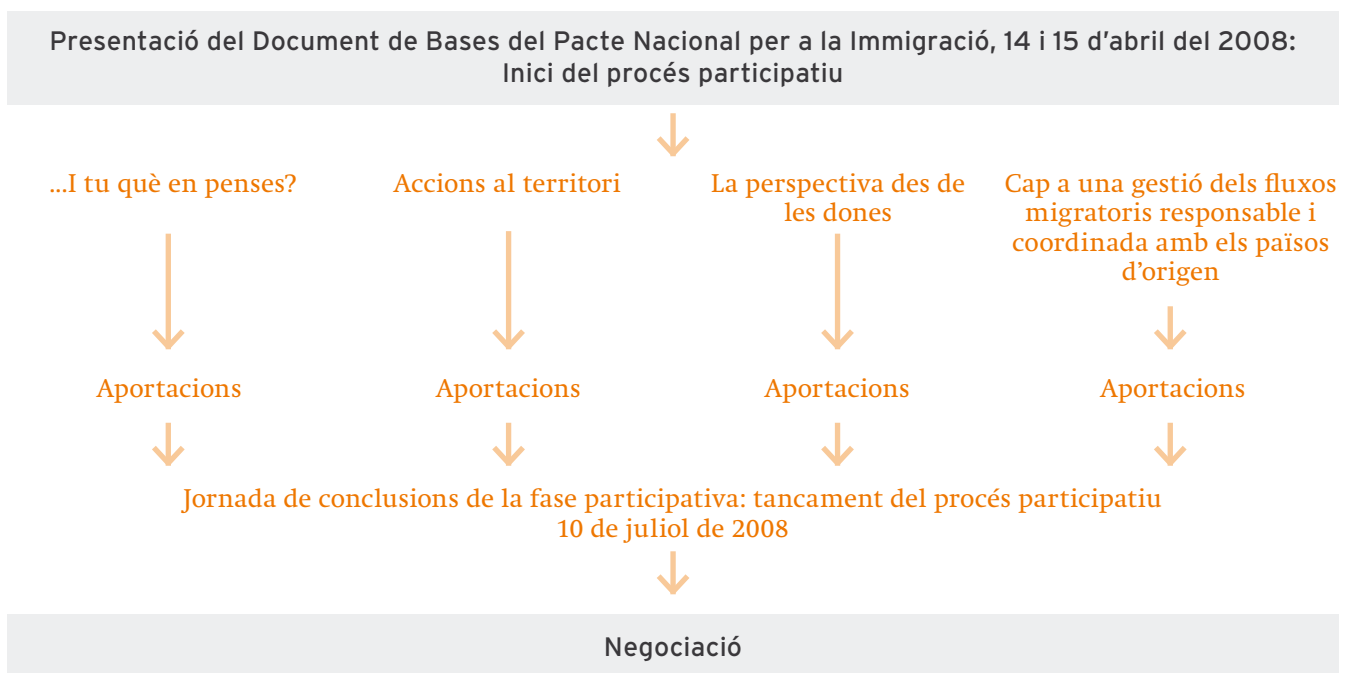 Presentació del Document de Bases del Pacte Nacional per a la Immigració, 14 i 15 d'abril del 2008:
Inici del procés participatiu
...I tu què en penses?
Accions al territori
La perspectiva des de
les dones
Cap a una gestió dels fluxos
migratoris responsable i
coordinada amb els països
d'origen
Aportacions
Aportacions
Aportacions
Aportacions
Jornada de conclusions de la fase participativa: tancament del procés participatiu
10 de juliol de 2008
Negociació